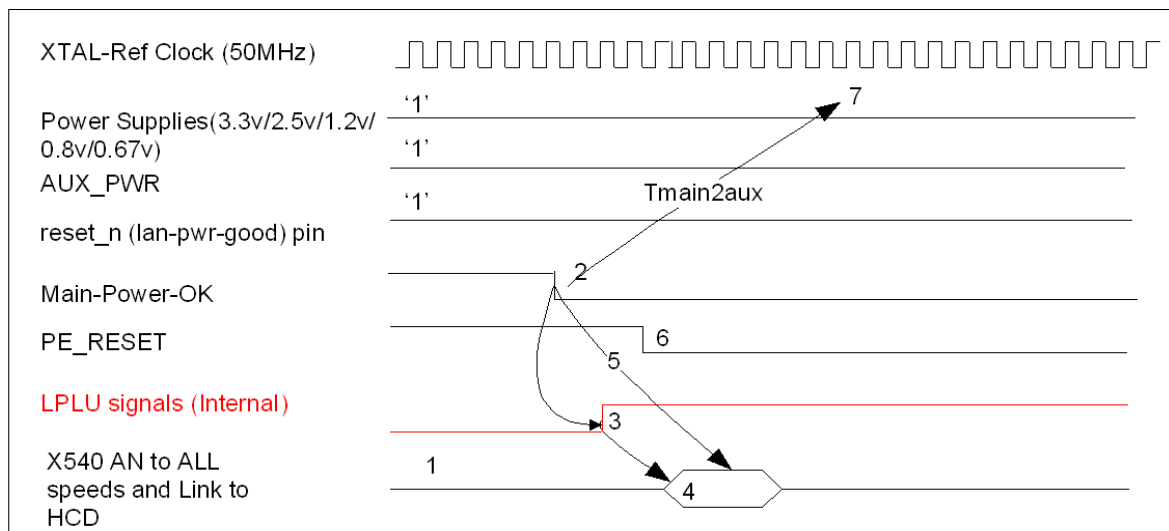 XTAL-Ref Clock (50MHz)
7
'1'
Power Supplies(3.3v/2.5v/1.2v/
0.8v/0.67v)
'1'
AUX_PWR
Tmain2aux
'1'
reset_n (lan-pwr-good) pin
2
Main-Power-OK
PE_RESET
6
5
LPLU signals (Internal)
3
X540 AN to ALL
speeds and Link to
HCD
1
4